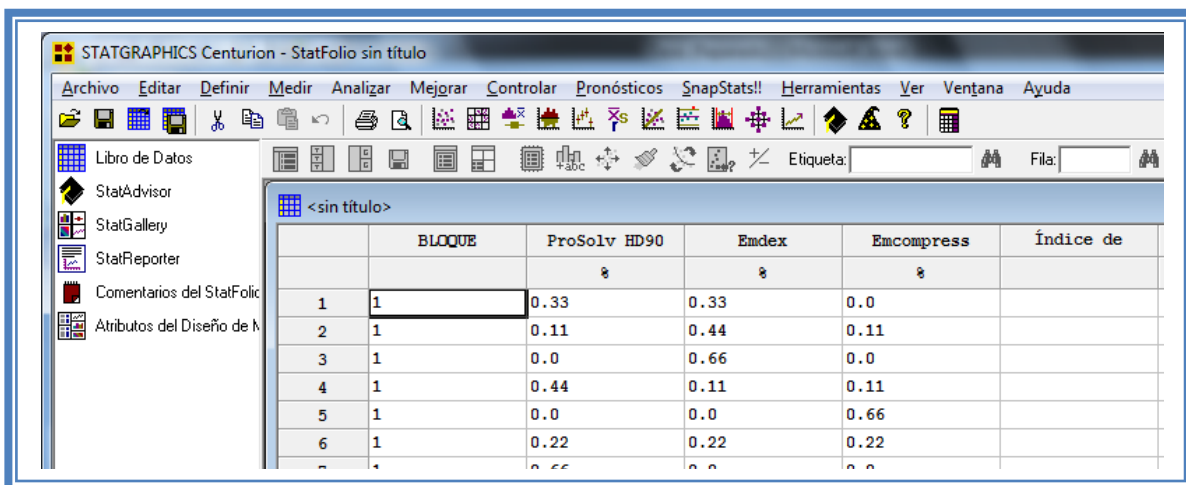 STATGRAPHICS Centurion - StatFolio sin título
Archivo Editar Definir Medir Analizar Mejorar Controlar Pronósticos SnapStats!! Herramientas Ver Ventana Ayuda
Libro de Datos
StatAdvisor
StatGallery
StatReporter
Comentarios del StatFolio
Atributos del Diseño de
Etiqueta: Fila:
<sin título>
BLOQUE ProSolv HD90 Emdex Emcompress Índice de
% % %
1 1 0.33 0.33 0.0
2 1 0.11 0.44 0.11
3 1 0.0 0.66 0.0
4 1 0.44 0.11 0.11
5 1 0.0 0.0 0.66
6 1 0.22 0.22 0.22